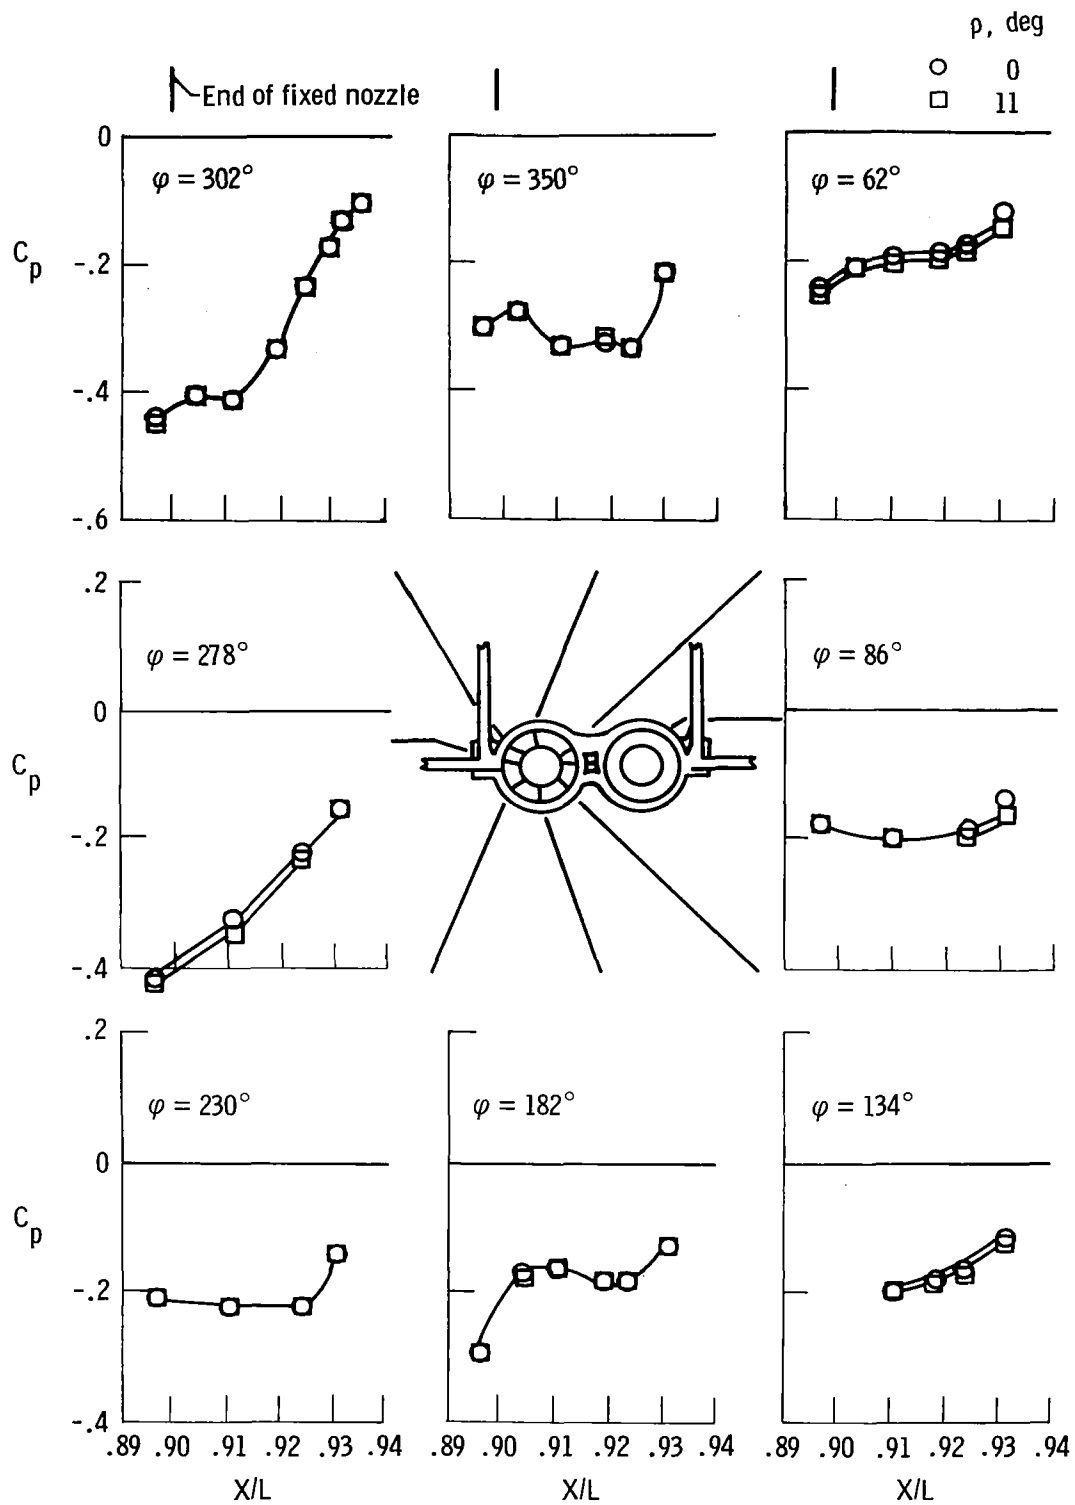 ρ, deg
0
11
End of fixed nozzle
0
-.2
-.4
-.6
C_p
φ = 302°
φ = 350°
φ = 62°
.2
0
-.2
-.4
C_p
φ = 278°
φ = 86°
.2
0
-.2
-.4
C_p
φ = 230°
φ = 182°
φ = 134°
.89 .90 .91 .92 .93 .94
.90 .91 .92 .93 .94
.89 .90 .91 .92 .93 .94
X/L
X/L
X/L